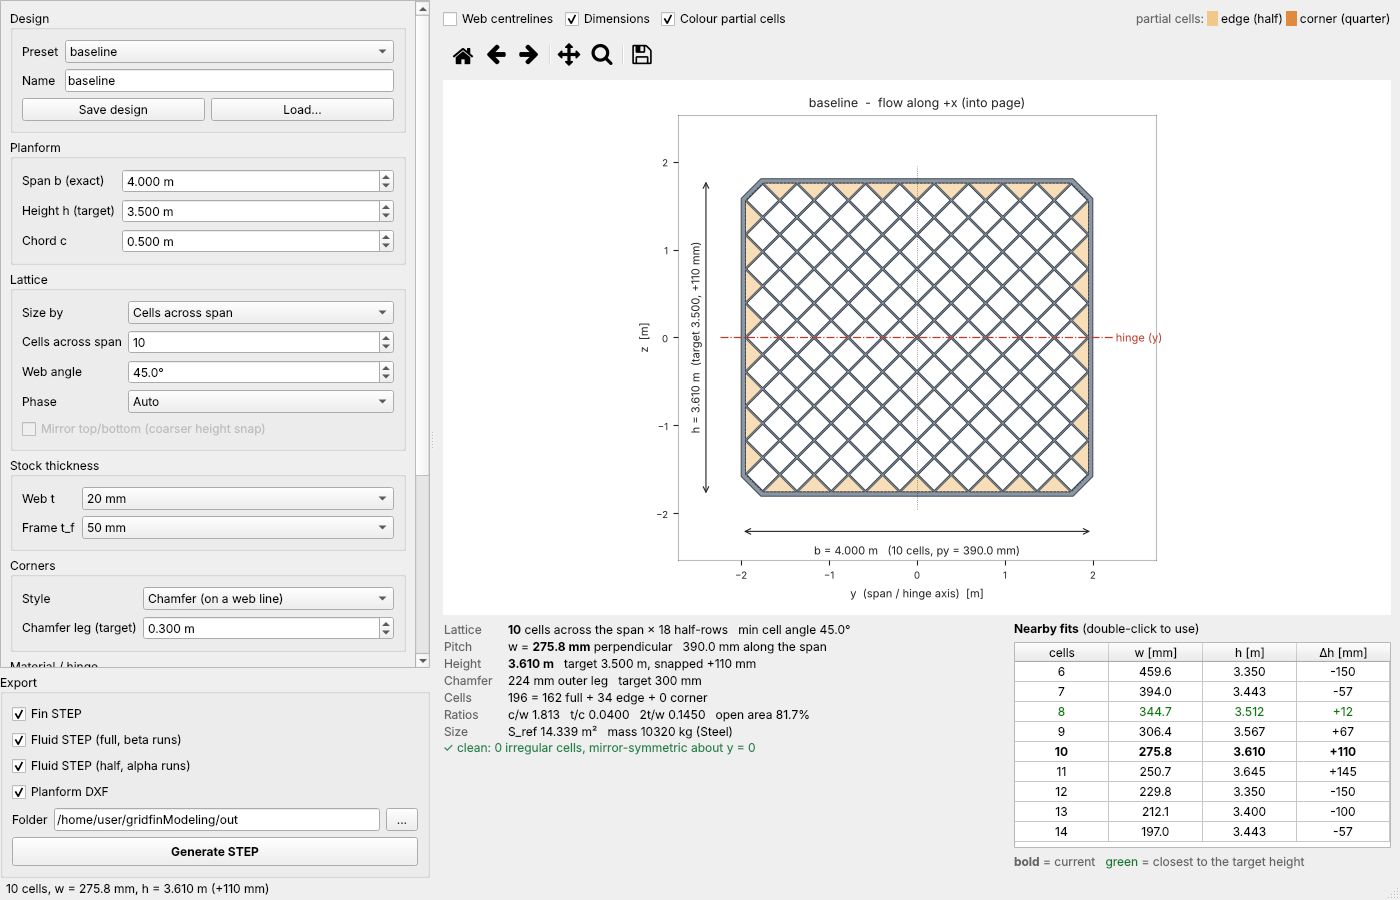 Design
Preset baseline
Name baseline
Save design Load...
Planform
Span b (exact) 4.000 m
Height h (target) 3.500 m
Chord c 0.500 m
Lattice
Size by Cells across span
Cells across span 10
Web angle 45.0°
Phase Auto
Mirror top/bottom (coarser height snap)
Stock thickness
Web t 20 mm
Frame t_f 50 mm
Corners
Style Chamfer (on a web line)
Chamfer leg (target) 0.300 m
Material / hinge
Export
Fin STEP
Fluid STEP (full, beta runs)
Fluid STEP (half, alpha runs)
Planform DXF
Folder /home/user/gridfinModeling/out ...
Generate STEP
10 cells, w = 275.8 mm, h = 3.610 m (+110 mm)
Web centrelines Dimensions Colour partial cells
partial cells: edge (half) corner (quarter)
baseline - flow along +x (into page)
2
1
0
−1
−2
z [m]
h = 3.610 m (target 3.500, +110 mm)
hinge (y)
b = 4.000 m (10 cells, py = 390.0 mm)
−2 −1 0 1 2
y (span / hinge axis) [m]
Lattice 10 cells across the span × 18 half-rows min cell angle 45.0°
Pitch w = 275.8 mm perpendicular 390.0 mm along the span
Height 3.610 m target 3.500 m, snapped +110 mm
Chamfer 224 mm outer leg target 300 mm
Cells 196 = 162 full + 34 edge + 0 corner
Ratios c/w 1.813 t/c 0.0400 2t/w 0.1450 open area 81.7%
Size S_ref 14.339 m² mass 10320 kg (Steel)
✓ clean: 0 irregular cells, mirror-symmetric about y = 0
Nearby fits (double-click to use)
cells w [mm] h [m] Δh [mm]
6 459.6 3.350 -150
7 394.0 3.443 -57
8 344.7 3.512 +12
9 306.4 3.567 +67
10 275.8 3.610 +110
11 250.7 3.645 +145
12 229.8 3.350 -150
13 212.1 3.400 -100
14 197.0 3.443 -57
bold = current green = closest to the target height